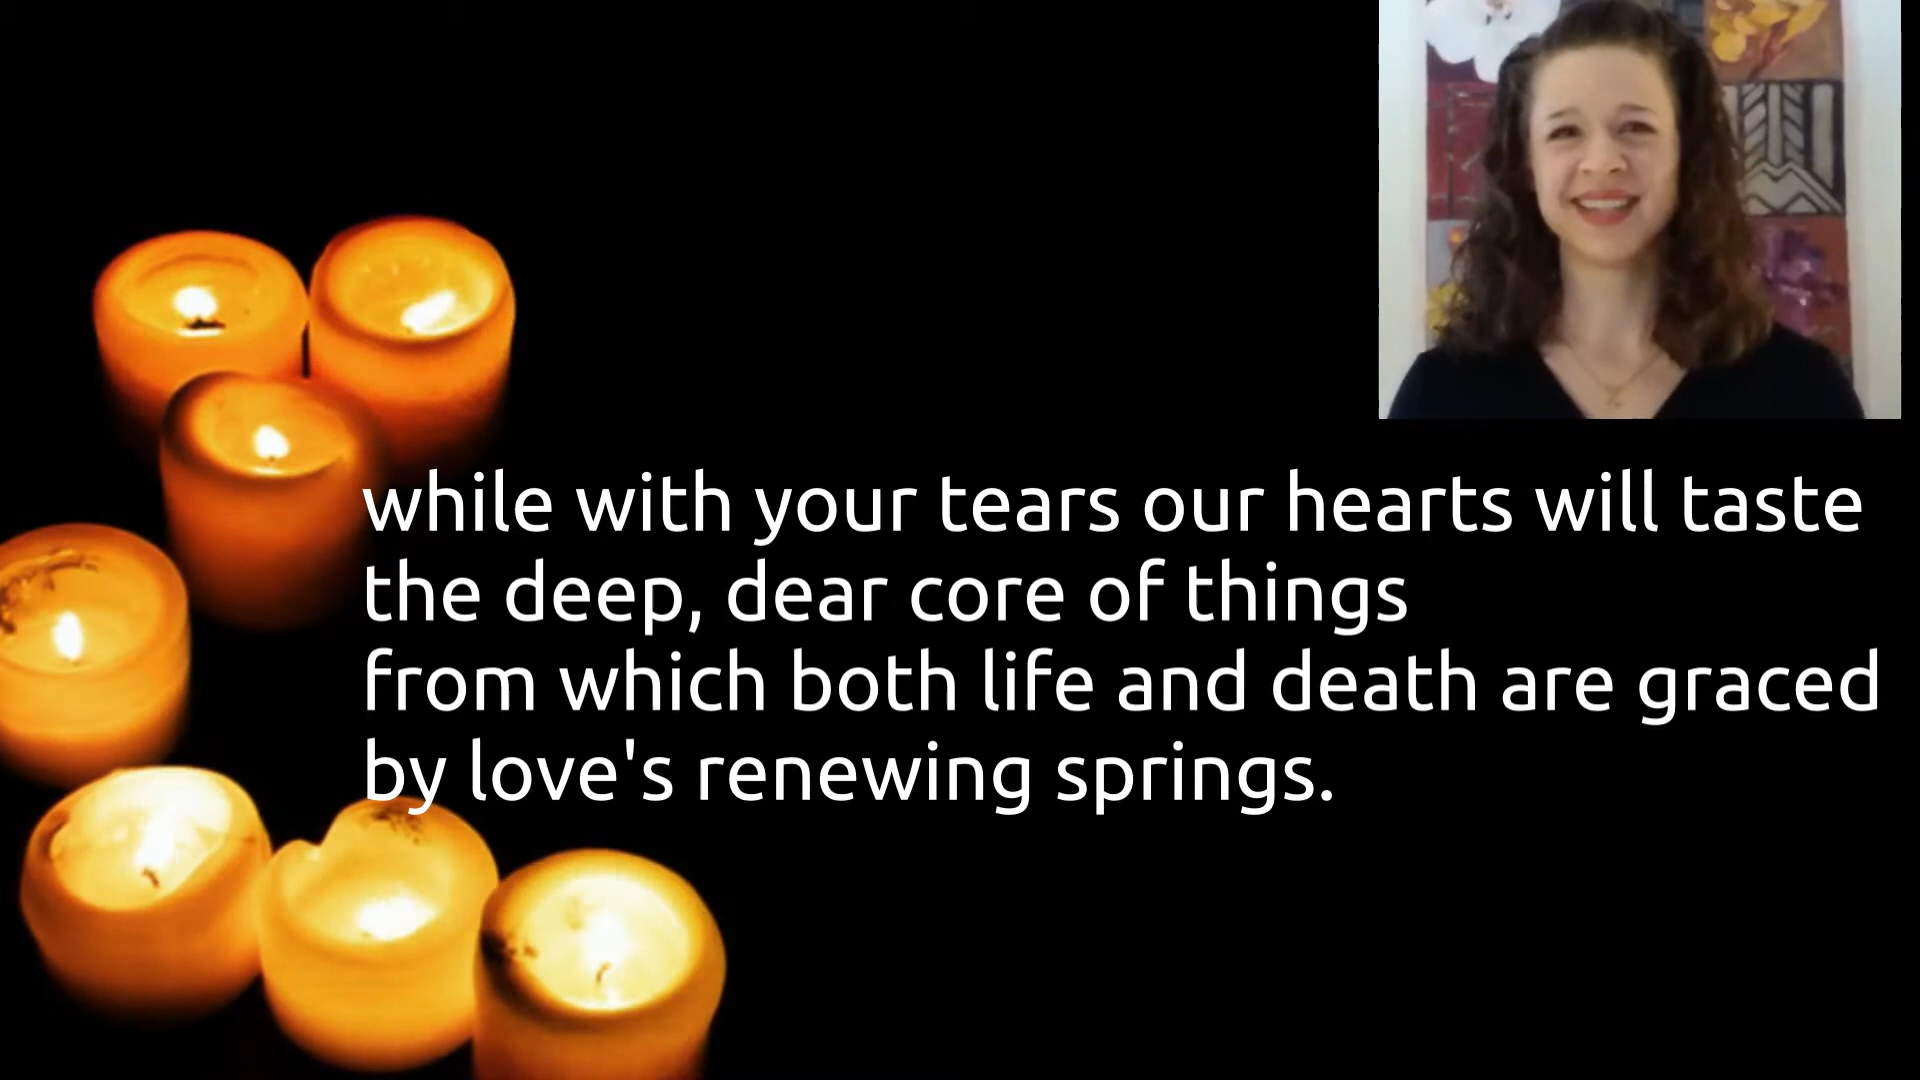 while with your tears our hearts will taste
the deep, dear core of things
from which both life and death are graced
by love's renewing springs.